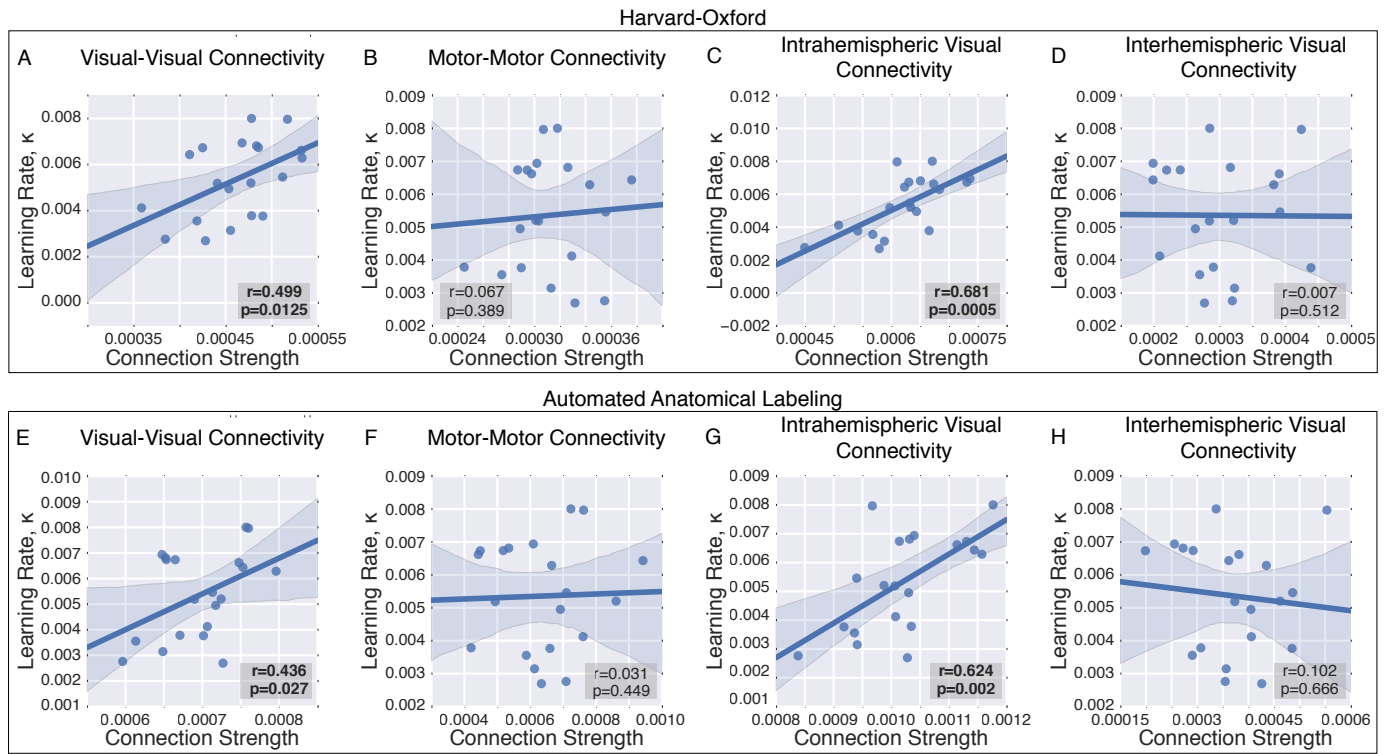 Harvard-Oxford
A Visual-Visual Connectivity
0.008
0.006
0.004
0.002
0.000
Learning Rate, κ
r=0.499
p=0.0125
0.00035 0.00045 0.00055
Connection Strength
B Motor-Motor Connectivity
0.009
0.008
0.007
0.006
0.005
0.004
0.003
0.002
Learning Rate, κ
r=0.067
p=0.389
0.00024 0.00030 0.00036
Connection Strength
C Intrahemispheric Visual
Connectivity
0.012
0.010
0.008
0.006
0.004
0.002
0.000
−0.002
Learning Rate, κ
r=0.681
p=0.0005
0.00045 0.0006 0.00075
Connection Strength
D Interhemispheric Visual
Connectivity
0.009
0.008
0.007
0.006
0.005
0.004
0.003
0.002
Learning Rate, κ
r=0.007
p=0.512
0.0002 0.0003 0.0004 0.0005
Connection Strength
Automated Anatomical Labeling
E Visual-Visual Connectivity
0.010
0.009
0.008
0.007
0.006
0.005
0.004
0.003
0.002
0.001
Learning Rate, κ
r=0.436
p=0.027
0.0006 0.0007 0.0008
Connection Strength
F Motor-Motor Connectivity
0.009
0.008
0.007
0.006
0.005
0.004
0.003
0.002
Learning Rate, κ
r=0.031
p=0.449
0.0004 0.0006 0.0008 0.0010
Connection Strength
G Intrahemispheric Visual
Connectivity
0.009
0.008
0.007
0.006
0.005
0.004
0.003
0.002
0.001
Learning Rate, κ
r=0.624
p=0.002
0.0008 0.0009 0.0010 0.0011 0.0012
Connection Strength
H Interhemispheric Visual
Connectivity
0.009
0.008
0.007
0.006
0.005
0.004
0.003
0.002
Learning Rate, κ
r=0.102
p=0.666
0.00015 0.0003 0.00045 0.0006
Connection Strength